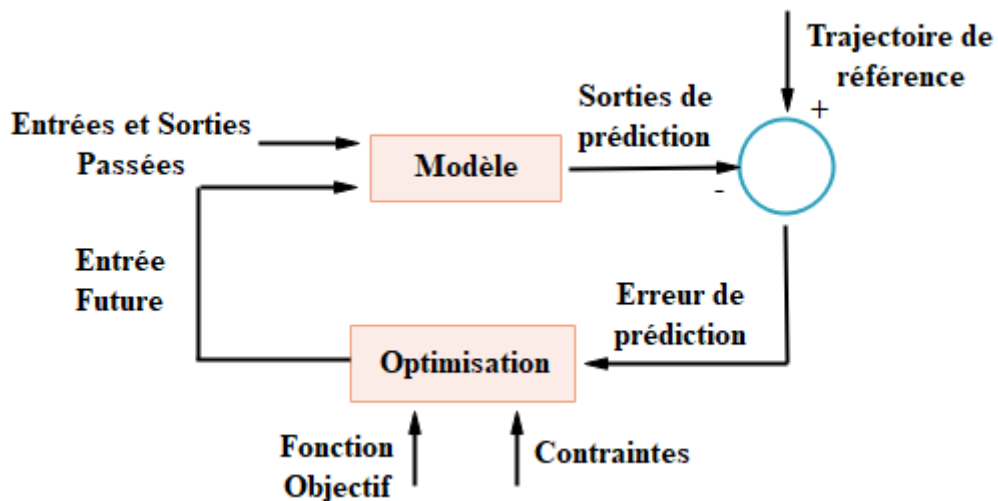 Trajectoire de
référence
+
Sorties de
prédiction
Entrées et Sorties
Passées
Modèle
-
Entrée
Future
Erreur de
prédiction
Optimisation
Fonction
Objectif
Contraintes